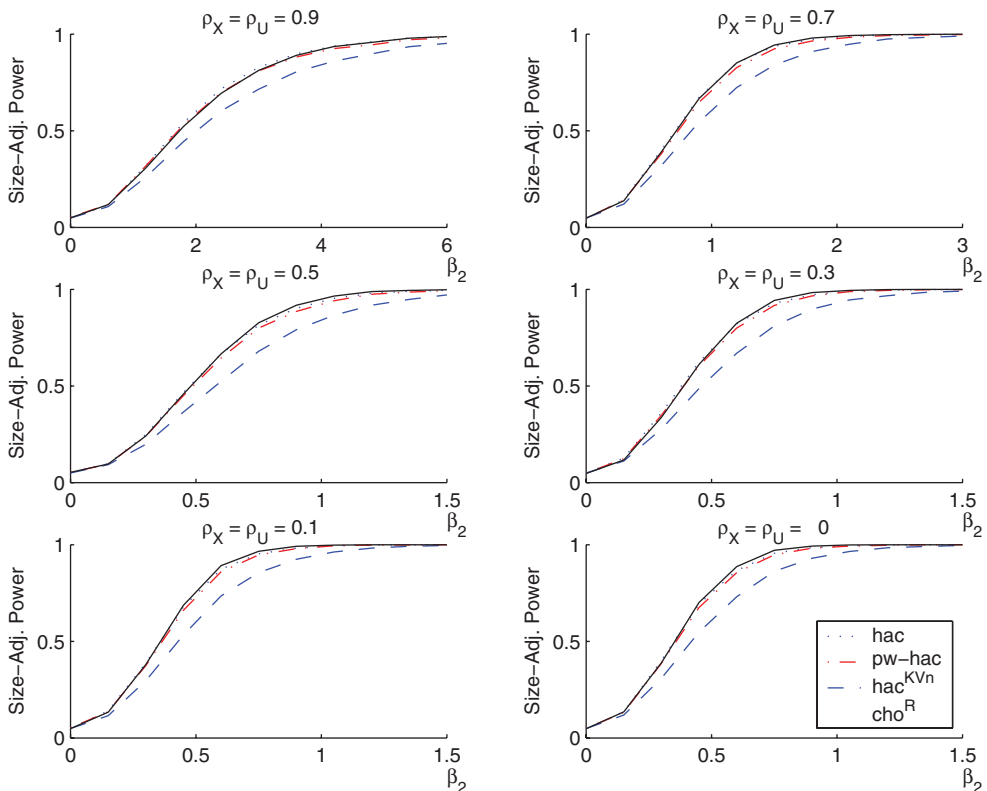 ρX = ρU = 0.9
Size−Adj. Power
1
0.5
0
0 2 4 6
β2
ρX = ρU = 0.7
Size−Adj. Power
1
0.5
0
0 1 2 3
β2
ρX = ρU = 0.5
Size−Adj. Power
1
0.5
0
0 0.5 1 1.5
β2
ρX = ρU = 0.3
Size−Adj. Power
1
0.5
0
0 0.5 1 1.5
β2
ρX = ρU = 0.1
Size−Adj. Power
1
0.5
0
0 0.5 1 1.5
β2
ρX = ρU = 0
Size−Adj. Power
1
0.5
0
0 0.5 1 1.5
β2
hac
pw−hac
hacKVn
choR